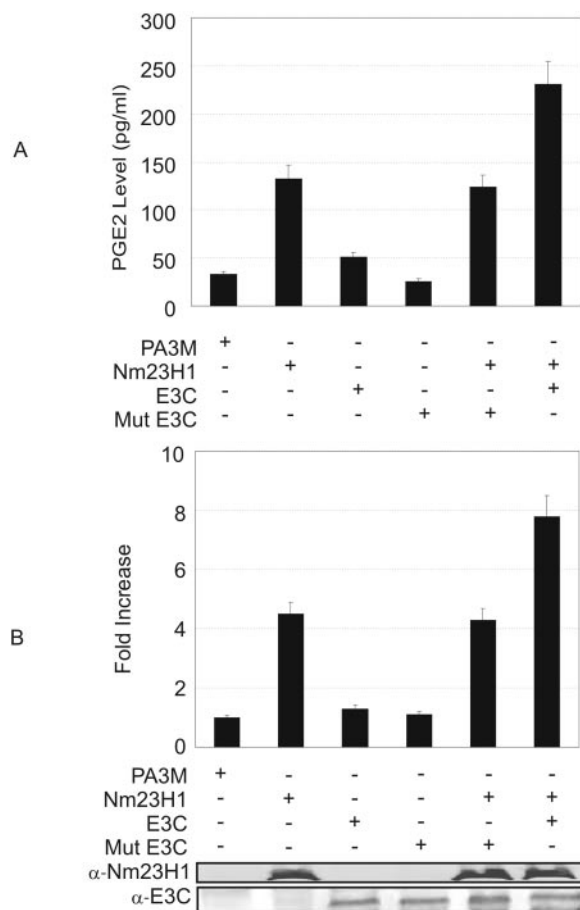 A
PGE2 Level (pg/ml)
300
250
200
150
100
50
0
PA3M + - - - - -
Nm23H1 - + - - + +
E3C - - + - - +
Mut E3C - - - + + -
B
Fold Increase
10
8
6
4
2
0
PA3M + - - - - -
Nm23H1 - + - - + +
E3C - - + - - +
Mut E3C - - - + + -
α-Nm23H1
α-E3C